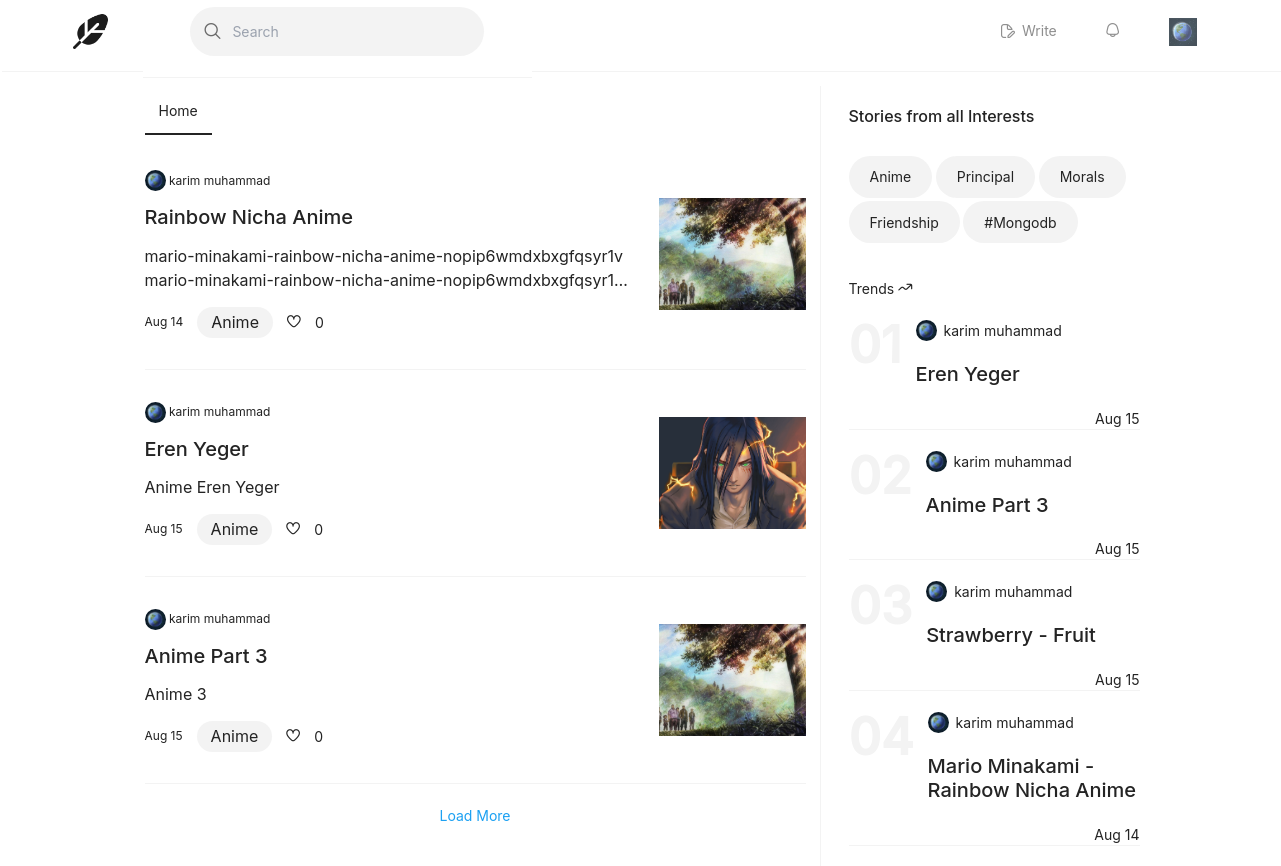 Search
Write
Home
karim muhammad
Rainbow Nicha Anime
mario-minakami-rainbow-nicha-anime-nopip6wmdxbxgfqsyr1v
mario-minakami-rainbow-nicha-anime-nopip6wmdxbxgfqsyr1...
Aug 14 Anime 0
karim muhammad
Eren Yeger
Anime Eren Yeger
Aug 15 Anime 0
karim muhammad
Anime Part 3
Anime 3
Aug 15 Anime 0
Load More
Stories from all Interests
Anime Principal Morals
Friendship #Mongodb
Trends
01 karim muhammad
Eren Yeger
Aug 15
02 karim muhammad
Anime Part 3
Aug 15
03 karim muhammad
Strawberry - Fruit
Aug 15
04 karim muhammad
Mario Minakami -
Rainbow Nicha Anime
Aug 14